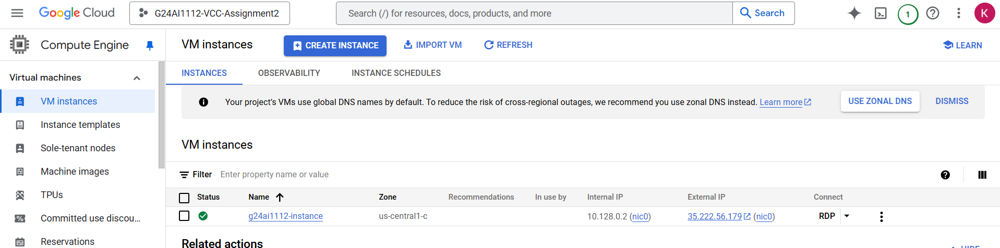 Google Cloud
G24AI1112-VCC-Assignment2
Search (/) for resources, docs, products, and more
Search
1
K
Compute Engine
VM instances
CREATE INSTANCE
IMPORT VM
REFRESH
LEARN
Virtual machines
VM instances
Instance templates
Sole-tenant nodes
Machine images
TPUs
Committed use discou...
Reservations
INSTANCES OBSERVABILITY INSTANCE SCHEDULES
Your project's VMs use global DNS names by default. To reduce the risk of cross-regional outages, we recommend you use zonal DNS instead. Learn more
USE ZONAL DNS
DISMISS
VM instances
Filter Enter property name or value
Status Name Zone Recommendations In use by Internal IP External IP Connect
g24ai1112-instance us-central1-c 10.128.0.2 (nic0) 35.222.56.179 (nic0) RDP
Related actions
HIDE